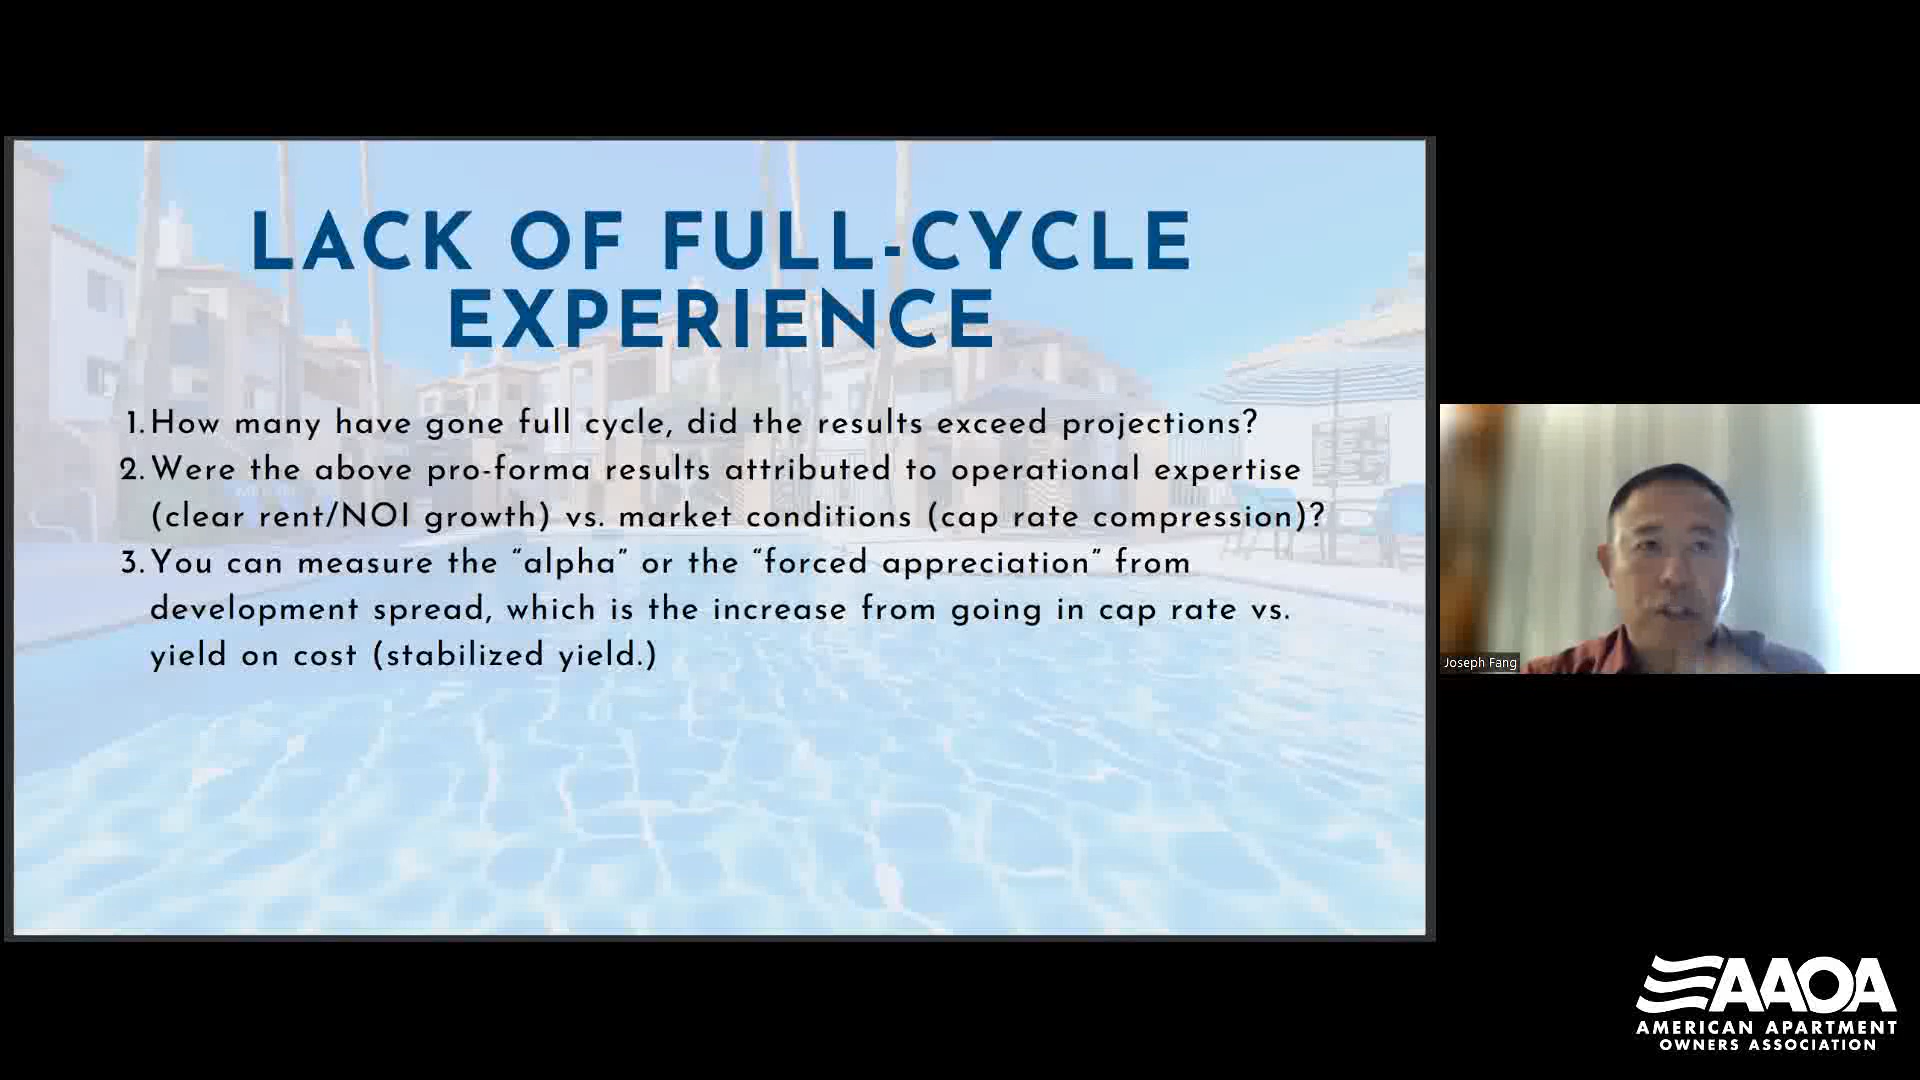 LACK OF FULL-CYCLE
EXPERIENCE
1. How many have gone full cycle, did the results exceed projections?
2. Were the above pro-forma results attributed to operational expertise
(clear rent/NOI growth) vs. market conditions (cap rate compression)?
3. You can measure the “alpha” or the “forced appreciation” from
development spread, which is the increase from going in cap rate vs.
yield on cost (stabilized yield.)
Joseph Fang
AAOA
AMERICAN APARTMENT
OWNERS ASSOCIATION